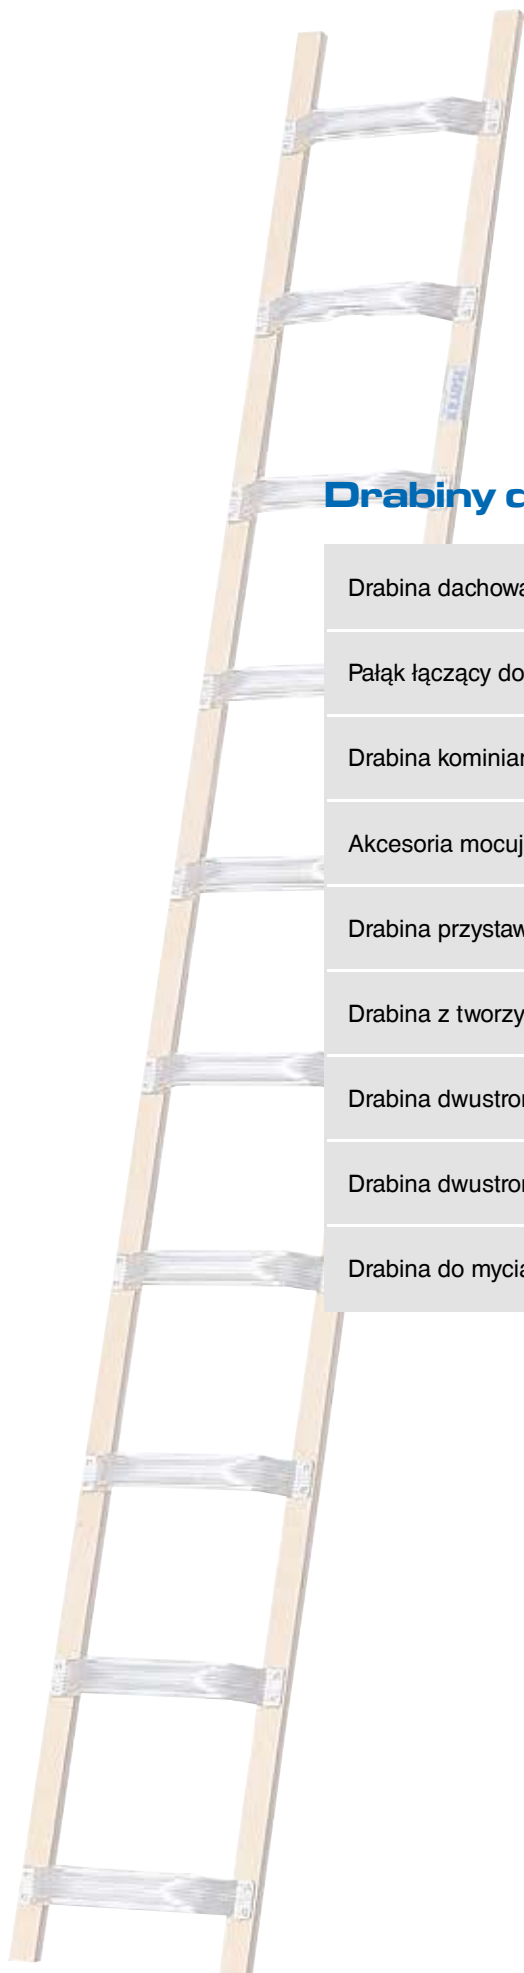 KRAUSE
Drabiny d
Drabina dachowa
Pałąk łączący do
Drabina kominiar
Akcesoria mocuj
Drabina przystaw
Drabina z tworzy
Drabina dwustron
Drabina dwustron
Drabina do mycia